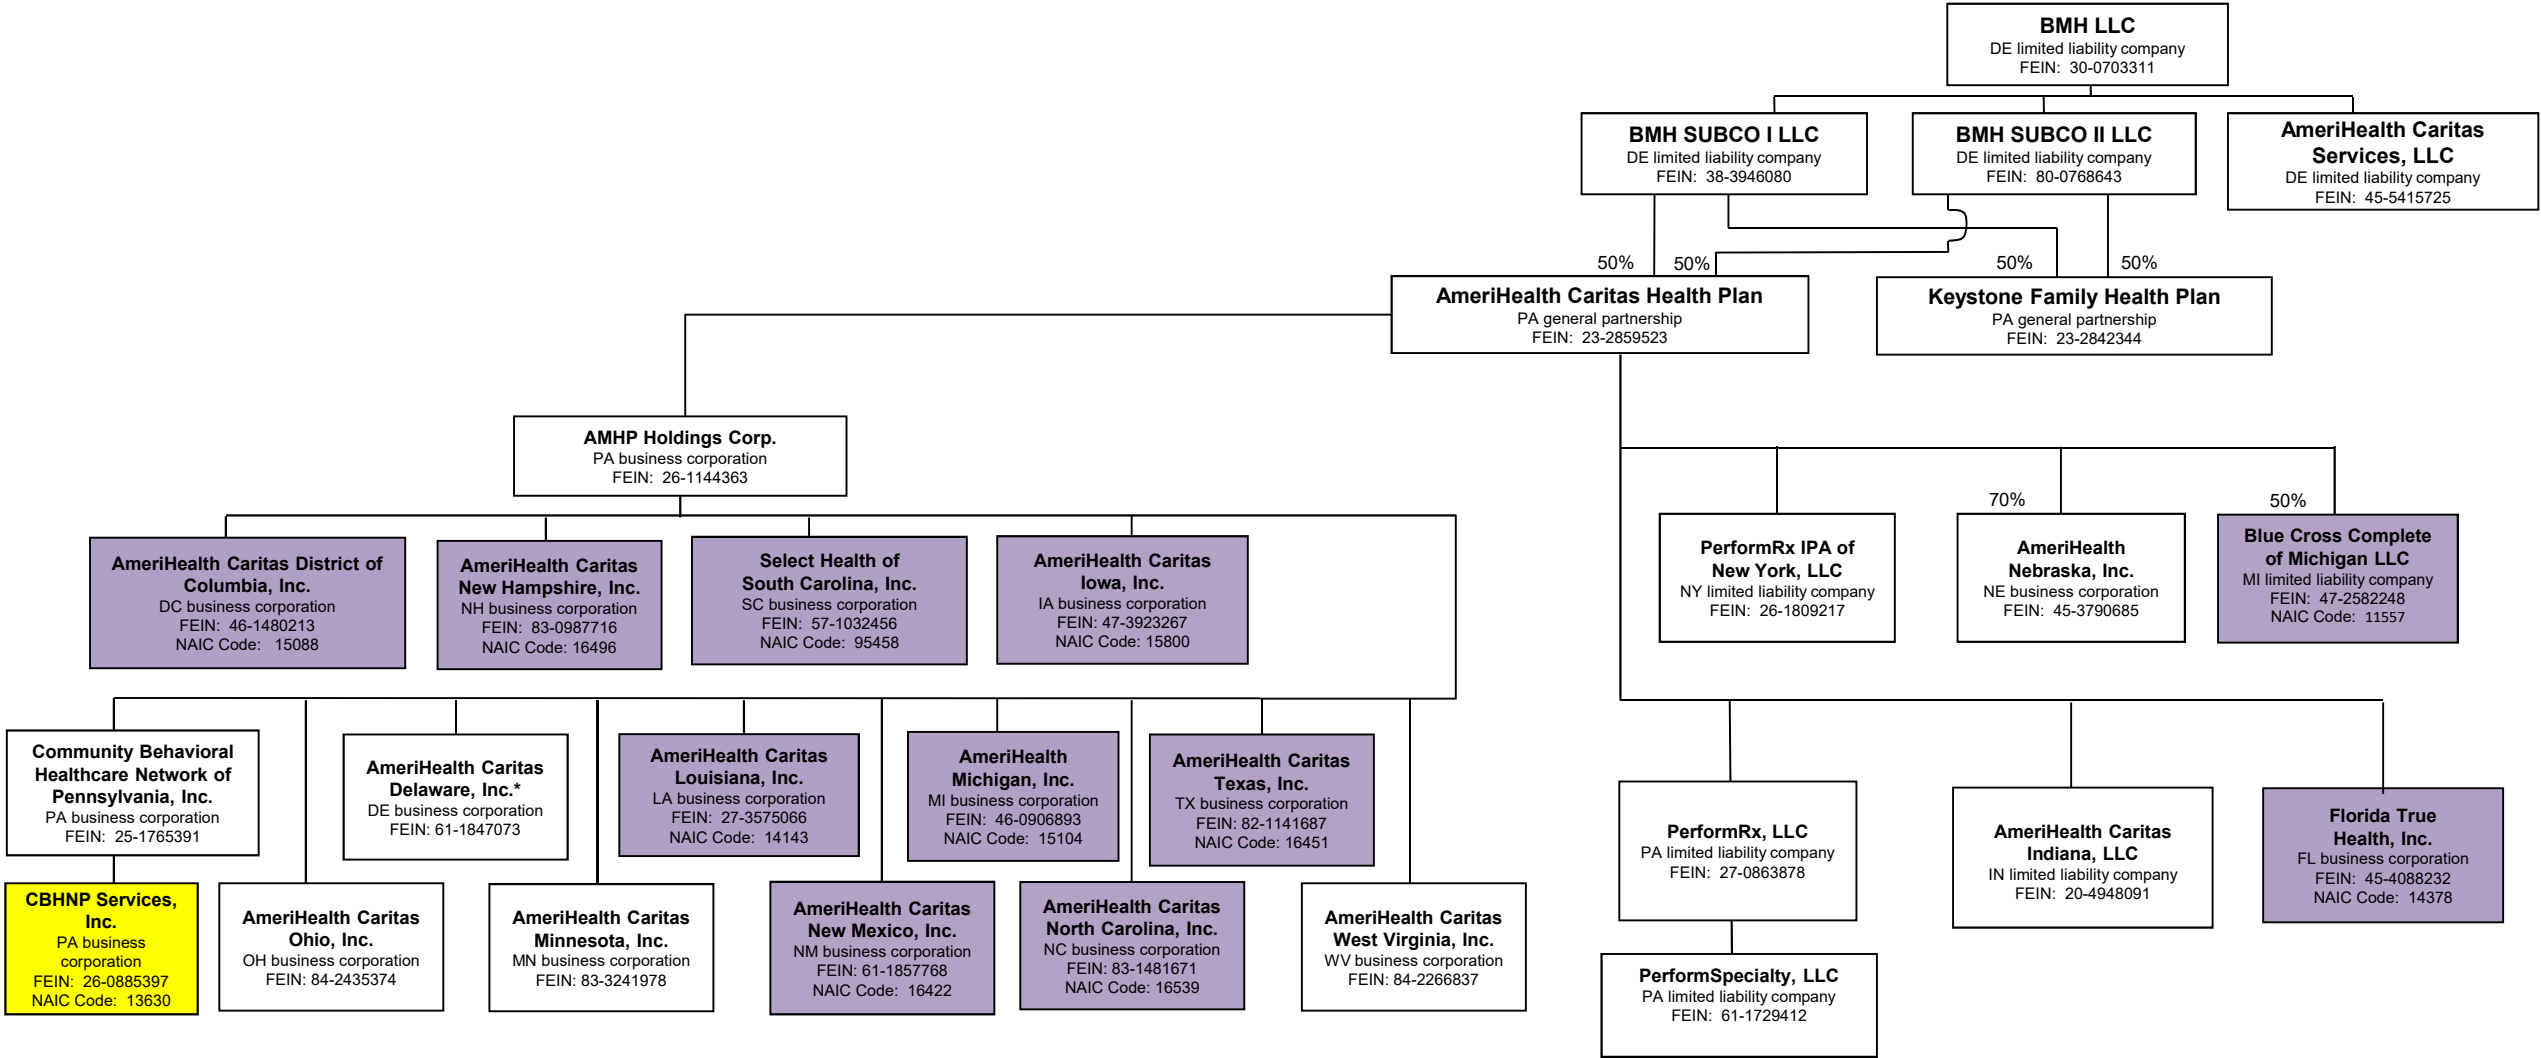 BMH LLC
DE limited liability company
FEIN: 30-0703311
BMH SUBCO I LLC
DE limited liability company
FEIN: 38-3946080
BMH SUBCO II LLC
DE limited liability company
FEIN: 80-0768643
AmeriHealth Caritas
Services, LLC
DE limited liability company
FEIN: 45-5415725
50%
50%
50%
50%
AmeriHealth Caritas Health Plan
PA general partnership
FEIN: 23-2859523
Keystone Family Health Plan
PA general partnership
FEIN: 23-2842344
AMHP Holdings Corp.
PA business corporation
FEIN: 26-1144363
70%
50%
AmeriHealth Caritas District of
Columbia, Inc.
DC business corporation
FEIN: 46-1480213
NAIC Code: 15088
AmeriHealth Caritas
New Hampshire, Inc.
NH business corporation
FEIN: 83-0987716
NAIC Code: 16496
Select Health of
South Carolina, Inc.
SC business corporation
FEIN: 57-1032456
NAIC Code: 95458
AmeriHealth Caritas
Iowa, Inc.
IA business corporation
FEIN: 47-3923267
NAIC Code: 15800
PerformRx IPA of
New York, LLC
NY limited liability company
FEIN: 26-1809217
AmeriHealth
Nebraska, Inc.
NE business corporation
FEIN: 45-3790685
Blue Cross Complete
of Michigan LLC
MI limited liability company
FEIN: 47-2582248
NAIC Code: 11557
Community Behavioral
Healthcare Network of
Pennsylvania, Inc.
PA business corporation
FEIN: 25-1765391
AmeriHealth Caritas
Delaware, Inc.*
DE business corporation
FEIN: 61-1847073
AmeriHealth Caritas
Louisiana, Inc.
LA business corporation
FEIN: 27-3575066
NAIC Code: 14143
AmeriHealth
Michigan, Inc.
MI business corporation
FEIN: 46-0906893
NAIC Code: 15104
AmeriHealth Caritas
Texas, Inc.
TX business corporation
FEIN: 82-1141687
NAIC Code: 16451
PerformRx, LLC
PA limited liability company
FEIN: 27-0863878
AmeriHealth Caritas
Indiana, LLC
IN limited liability company
FEIN: 20-4948091
Florida True
Health, Inc.
FL business corporation
FEIN: 45-4088232
NAIC Code: 14378
CBHNP Services,
Inc.
PA business
corporation
FEIN: 26-0885397
NAIC Code: 13630
AmeriHealth Caritas
Ohio, Inc.
OH business corporation
FEIN: 84-2435374
AmeriHealth Caritas
Minnesota, Inc.
MN business corporation
FEIN: 83-3241978
AmeriHealth Caritas
New Mexico, Inc.
NM business corporation
FEIN: 61-1857768
NAIC Code: 16422
AmeriHealth Caritas
North Carolina, Inc.
NC business corporation
FEIN: 83-1481671
NAIC Code: 16539
AmeriHealth Caritas
West Virginia, Inc.
WV business corporation
FEIN: 84-2266837
PerformSpecialty, LLC
PA limited liability company
FEIN: 61-1729412